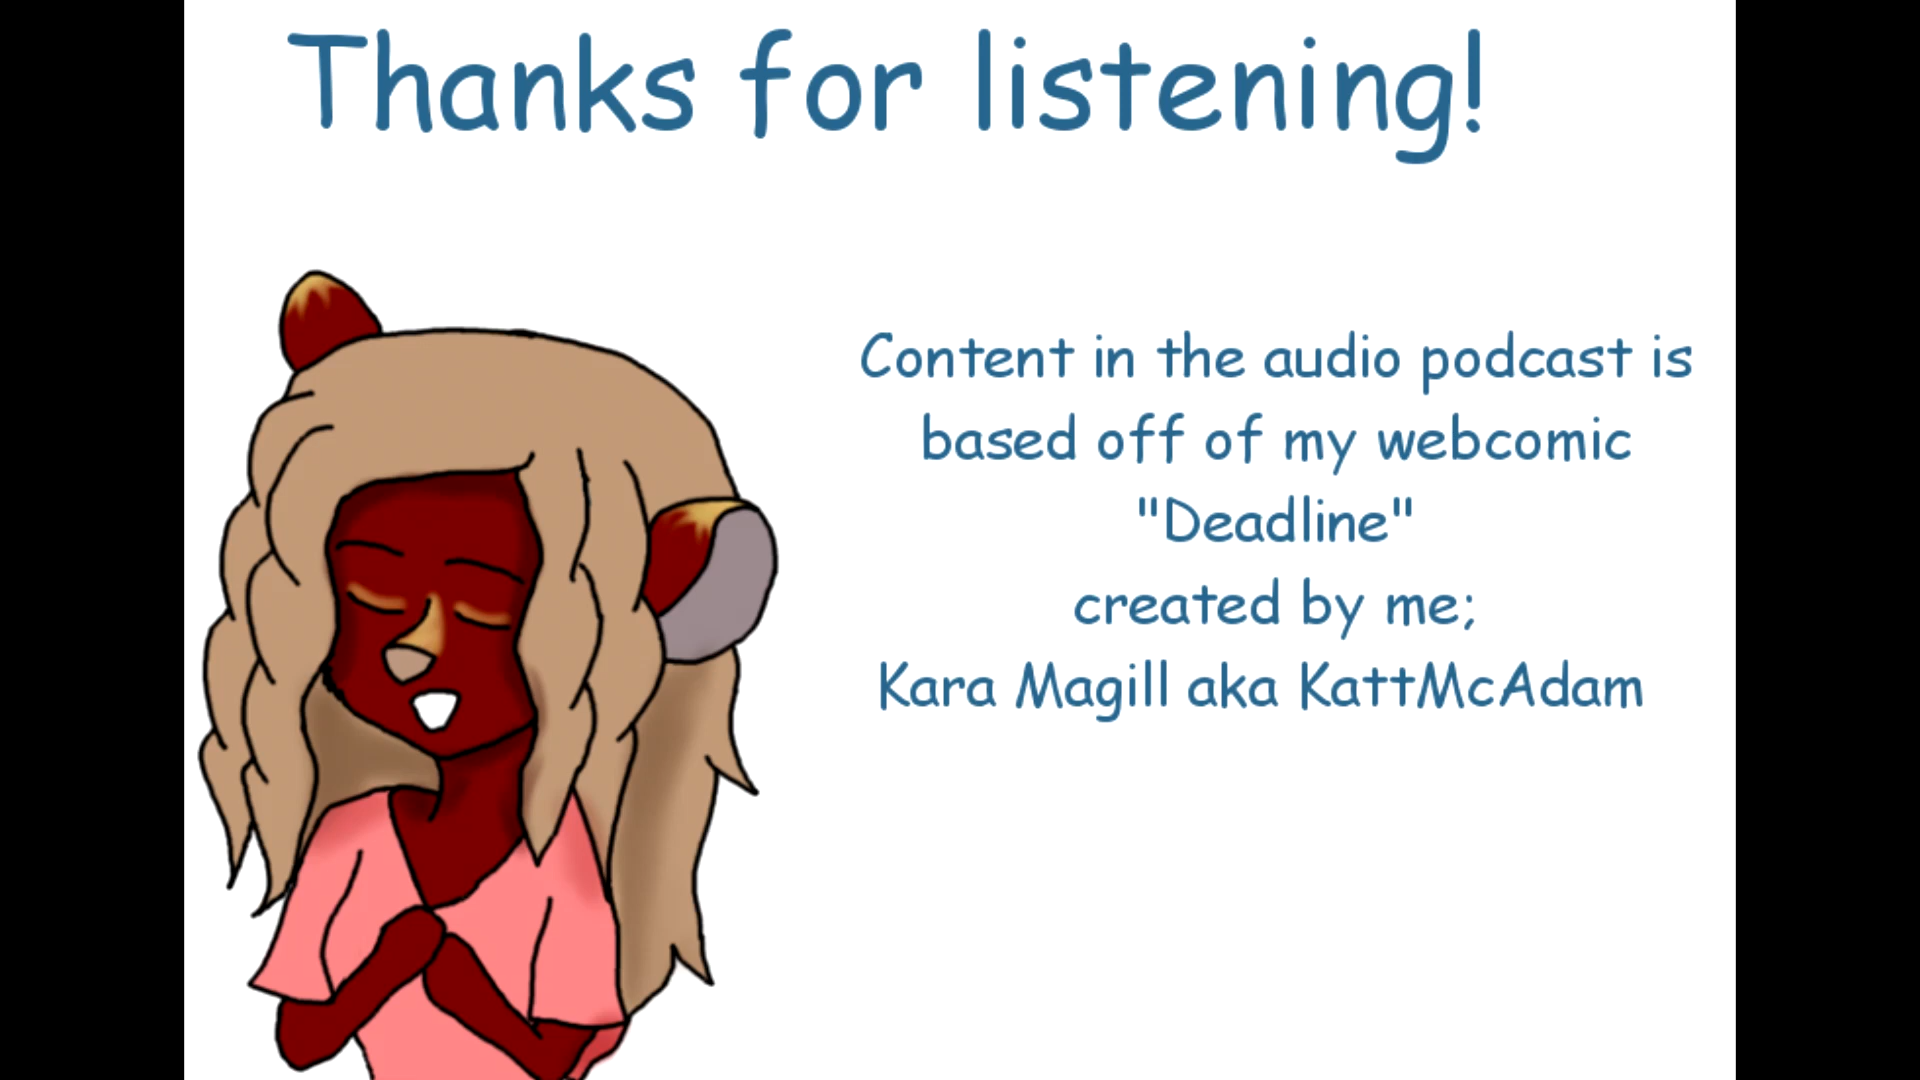 Thanks for listening!
Content in the audio podcast is
based off of my webcomic
"Deadline"
created by me;
Kara Magill aka KattMcAdam